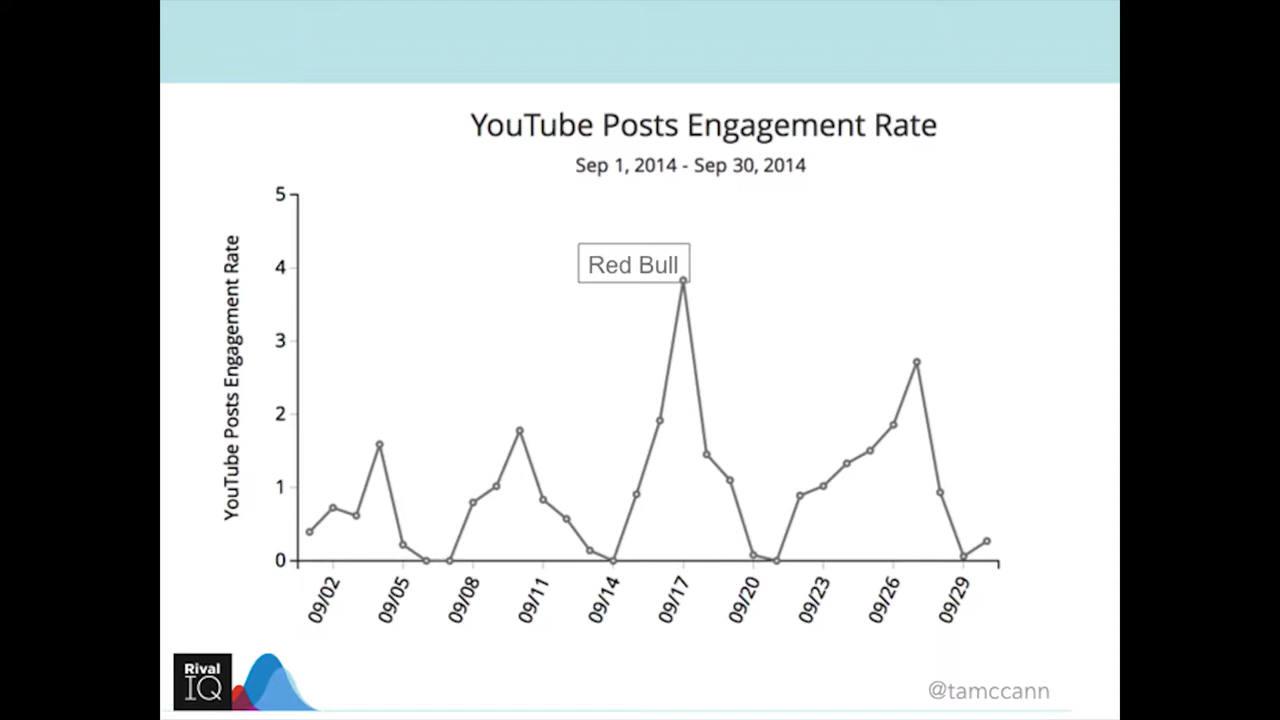 YouTube Posts Engagement Rate
Sep 1, 2014 - Sep 30, 2014
YouTube Posts Engagement Rate
5
4
3
2
1
0
Red Bull
09/02
09/05
09/08
09/11
09/14
09/17
09/20
09/23
09/26
09/29
Rival
IQ
@tamccann